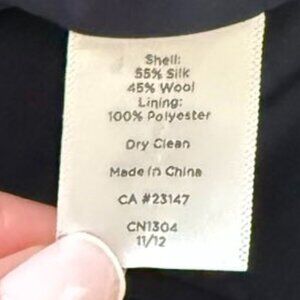 Shell:
55% Silk
45% Wool
Lining:
100% Polyester
Dry Clean
Made in China
CA #23147
CN1304
11/12